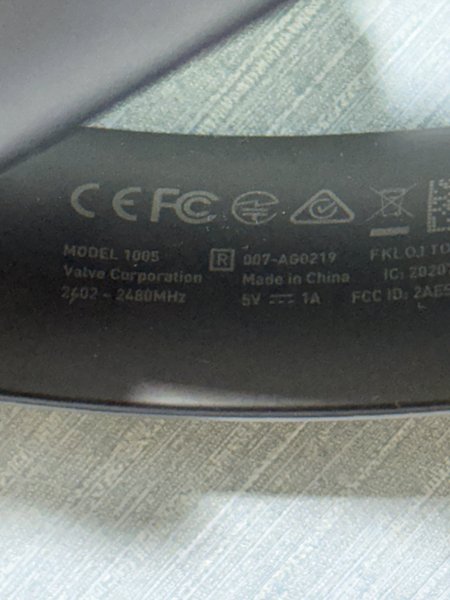 CE FC
MODEL 1005
Valve Corporation
2402 - 2480MHz
R 007-AG0219
Made in China
5V ⎓ 1A
IC: 2020
FCC ID: 2AES